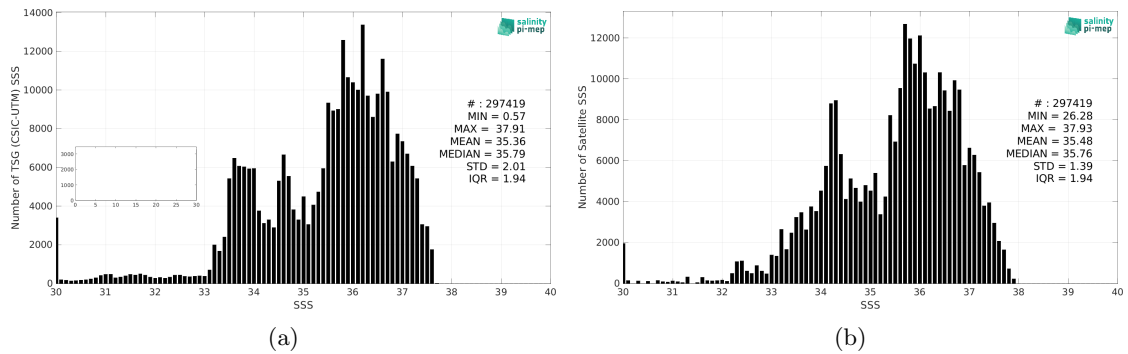 salinity
pi-mep
Number of TSG (CSIC-UTM) SSS
14000
12000
10000
8000
6000
4000
2000
0
# : 297419
MIN = 0.57
MAX = 37.91
MEAN = 35.36
MEDIAN = 35.79
STD = 2.01
IQR = 1.94
3000
2000
1000
0
0 5 10 15 20 25 30
30 31 32 33 34 35 36 37 38 39 40
SSS
(a)
salinity
pi-mep
Number of Satellite SSS
12000
10000
8000
6000
4000
2000
0
# : 297419
MIN = 26.28
MAX = 37.93
MEAN = 35.48
MEDIAN = 35.76
STD = 1.39
IQR = 1.94
30 31 32 33 34 35 36 37 38 39 40
SSS
(b)